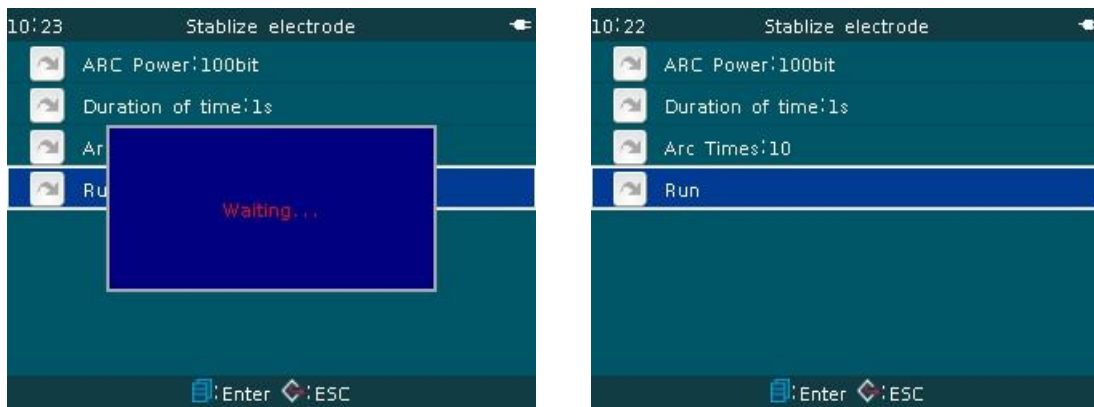 10:23 Stablize electrode
ARC Power:100bit
Duration of time:1s
Ar
Ru
Waiting...
:Enter :ESC
10:22 Stablize electrode
ARC Power:100bit
Duration of time:1s
Arc Times:10
Run
:Enter :ESC